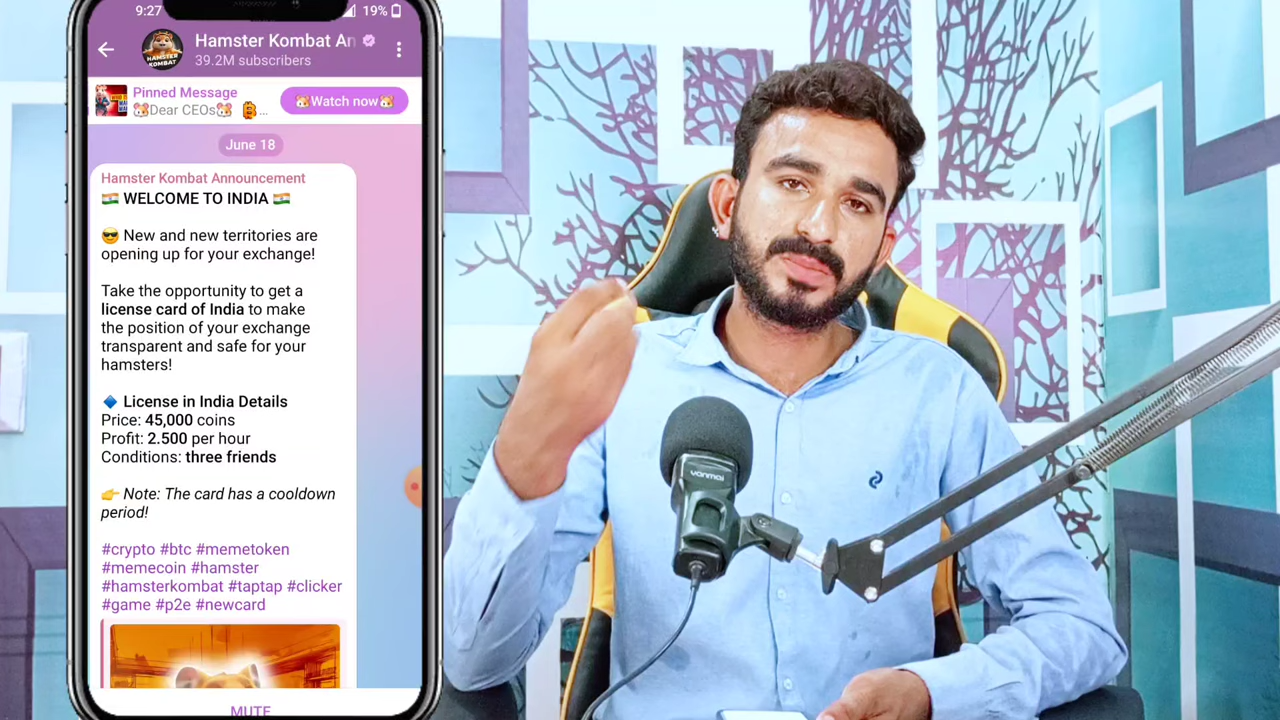 9:27
19%
Hamster Kombat An
39.2M subscribers
HAMSTER
KOMBAT
Pinned Message
🐹Dear CEOs🐹 ...
🐹Watch now🐹
June 18
Hamster Kombat Announcement
🇮🇳 WELCOME TO INDIA 🇮🇳
😎 New and new territories are
opening up for your exchange!
Take the opportunity to get a
license card of India to make
the position of your exchange
transparent and safe for your
hamsters!
🔹 License in India Details
Price: 45,000 coins
Profit: 2.500 per hour
Conditions: three friends
👉 Note: The card has a cooldown
period!
#crypto #btc #memetoken
#memecoin #hamster
#hamsterkombat #taptap #clicker
#game #p2e #newcard
MUTE
vanmai